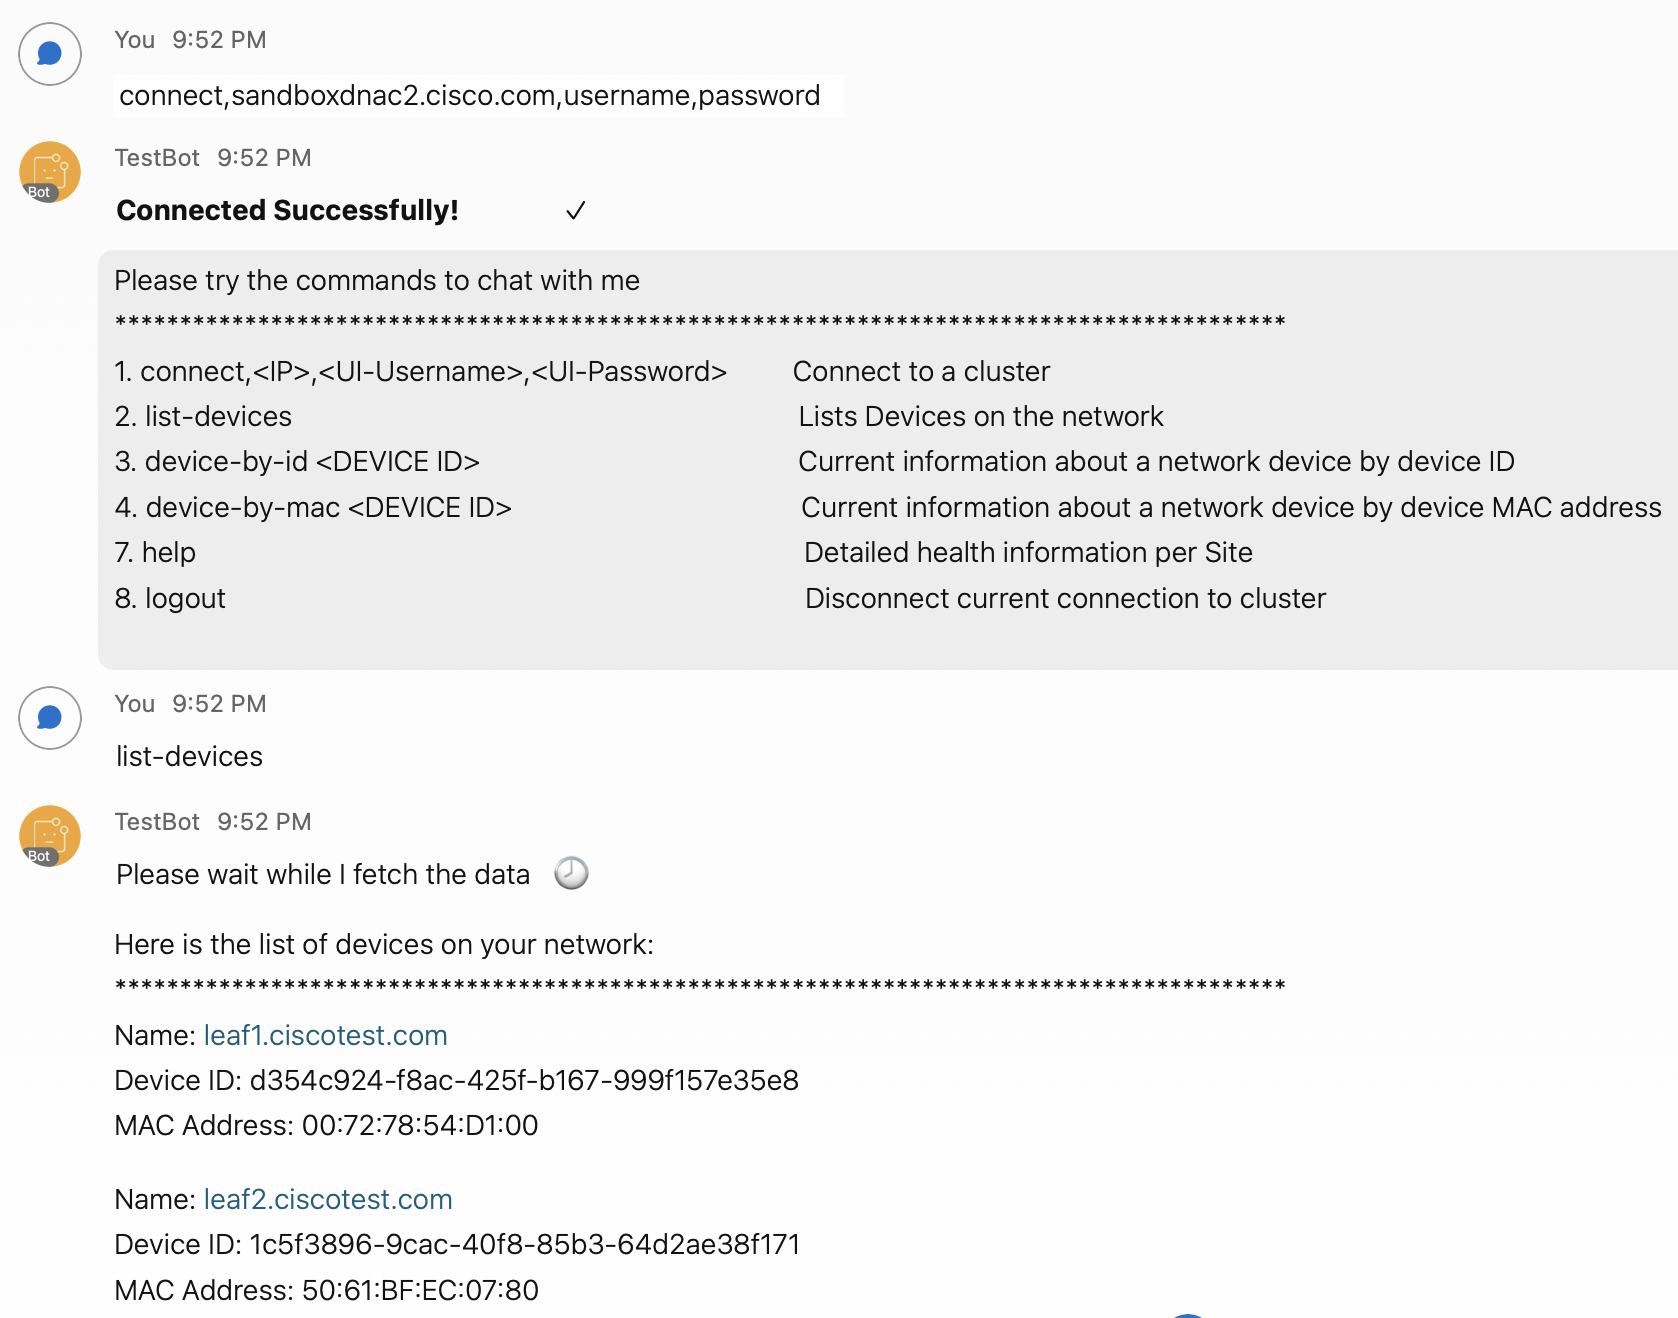 You 9:52 PM
connect,sandboxdnac2.cisco.com,username,password
TestBot 9:52 PM
Bot
Connected Successfully! ✓
Please try the commands to chat with me
******************************************************************************************
1. connect,<IP>,<UI-Username>,<UI-Password> Connect to a cluster
2. list-devices Lists Devices on the network
3. device-by-id <DEVICE ID> Current information about a network device by device ID
4. device-by-mac <DEVICE ID> Current information about a network device by device MAC address
7. help Detailed health information per Site
8. logout Disconnect current connection to cluster
You 9:52 PM
list-devices
TestBot 9:52 PM
Bot
Please wait while I fetch the data
Here is the list of devices on your network:
******************************************************************************************
Name: leaf1.ciscotest.com
Device ID: d354c924-f8ac-425f-b167-999f157e35e8
MAC Address: 00:72:78:54:D1:00
Name: leaf2.ciscotest.com
Device ID: 1c5f3896-9cac-40f8-85b3-64d2ae38f171
MAC Address: 50:61:BF:EC:07:80